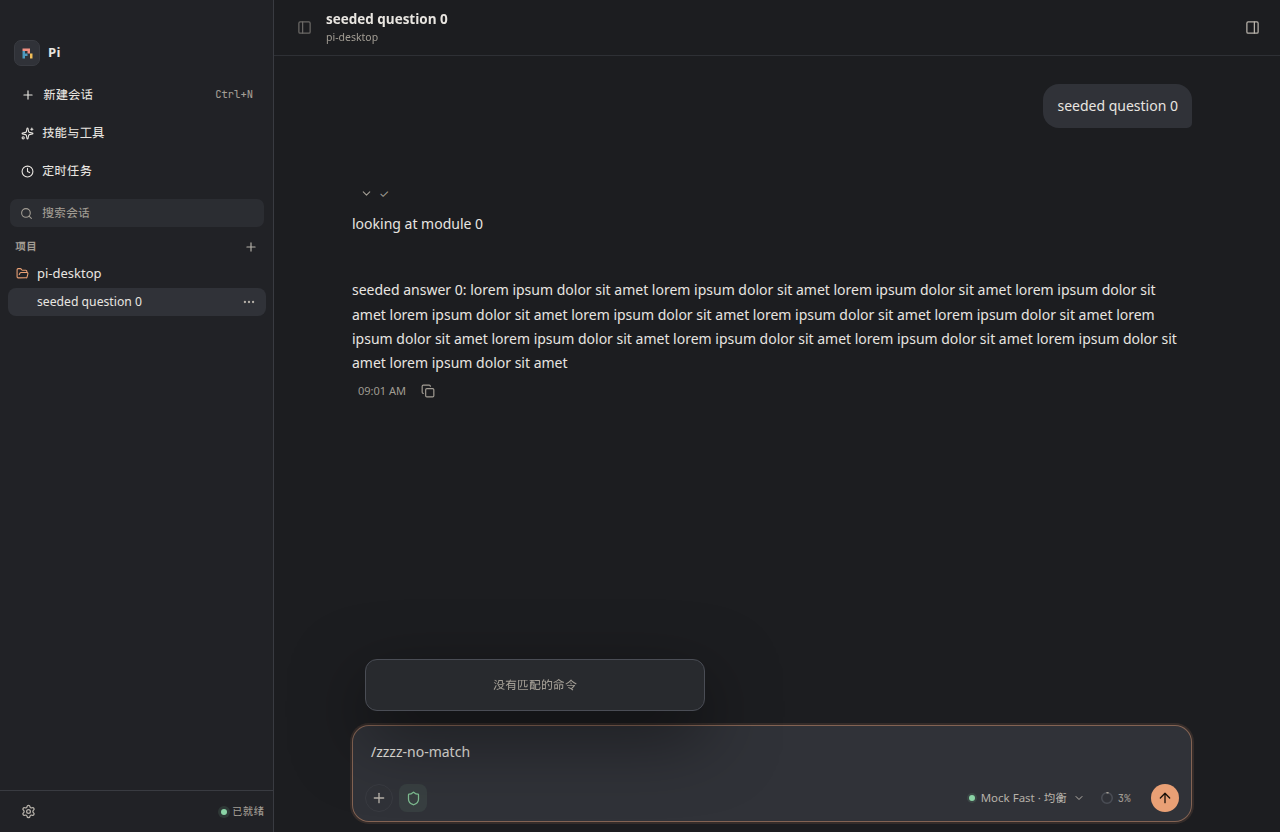 Pi
新建会话
Ctrl+N
技能与工具
定时任务
搜索会话
项目
pi-desktop
seeded question 0
已就绪
seeded question 0
pi-desktop
seeded question 0
looking at module 0
seeded answer 0: lorem ipsum dolor sit amet lorem ipsum dolor sit amet lorem ipsum dolor sit amet lorem ipsum dolor sit
amet lorem ipsum dolor sit amet lorem ipsum dolor sit amet lorem ipsum dolor sit amet lorem ipsum dolor sit amet lorem
ipsum dolor sit amet lorem ipsum dolor sit amet lorem ipsum dolor sit amet lorem ipsum dolor sit amet lorem ipsum dolor sit
amet lorem ipsum dolor sit amet
09:01 AM
没有匹配的命令
/zzzz-no-match
Mock Fast · 均衡
3%